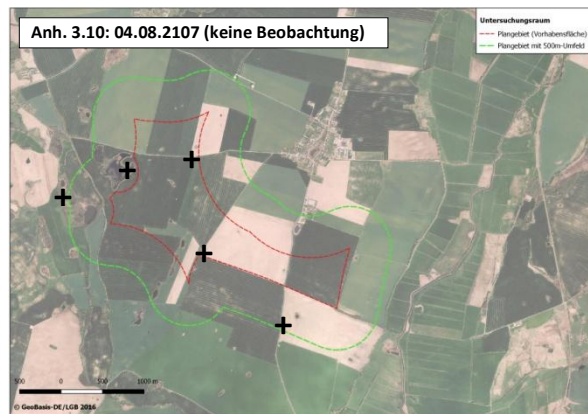 Anh. 3.10: 04.08.2107 (keine Beobachtung)
Untersuchungsraum
Plangebiet (Vorhabensfläche)
Plangebiet mit 500m-Umfeld
500 0 500 1000 m
© GeoBasis-DE/LGB 2016